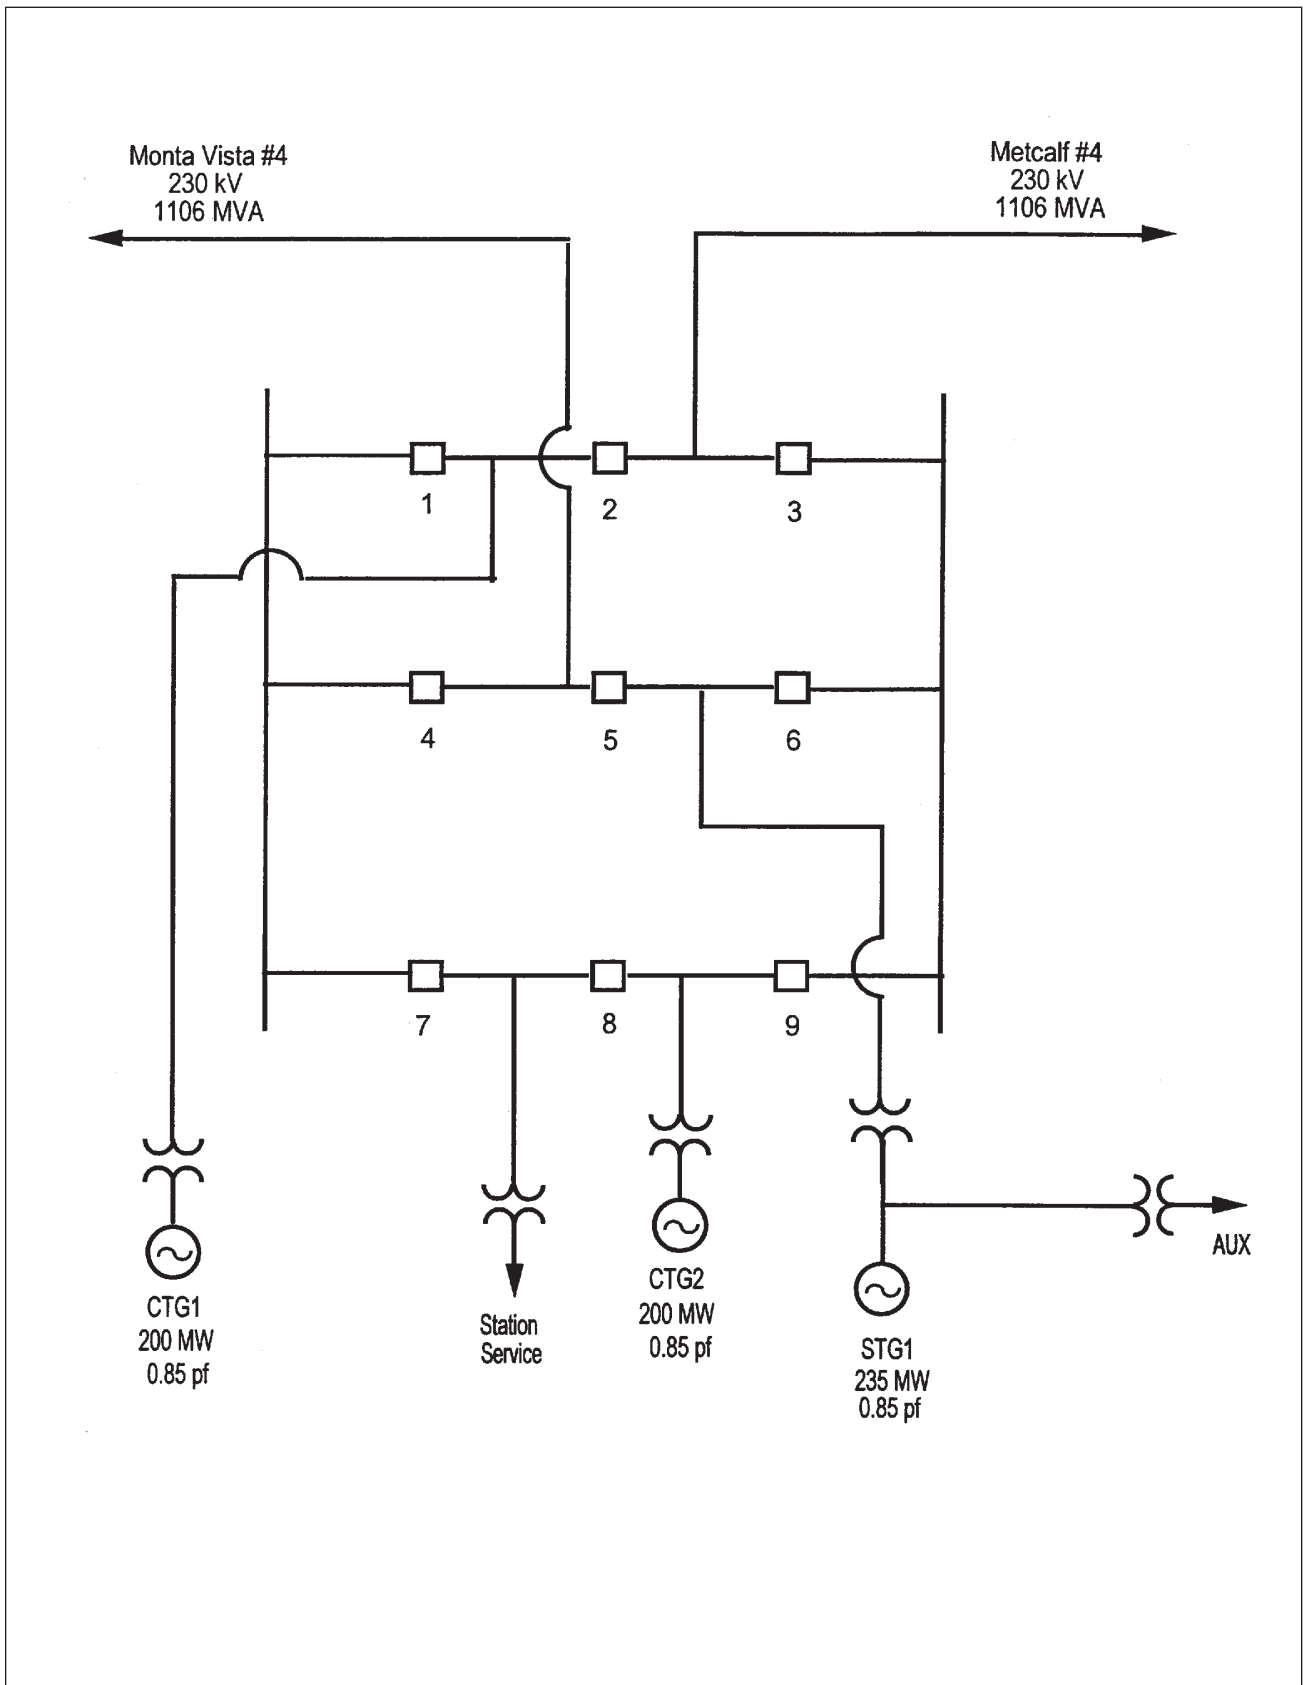 Monta Vista #4
230 kV
1106 MVA
Metcalf #4
230 kV
1106 MVA
1
2
3
4
5
6
7
8
9
CTG1
200 MW
0.85 pf
Station
Service
CTG2
200 MW
0.85 pf
STG1
235 MW
0.85 pf
AUX